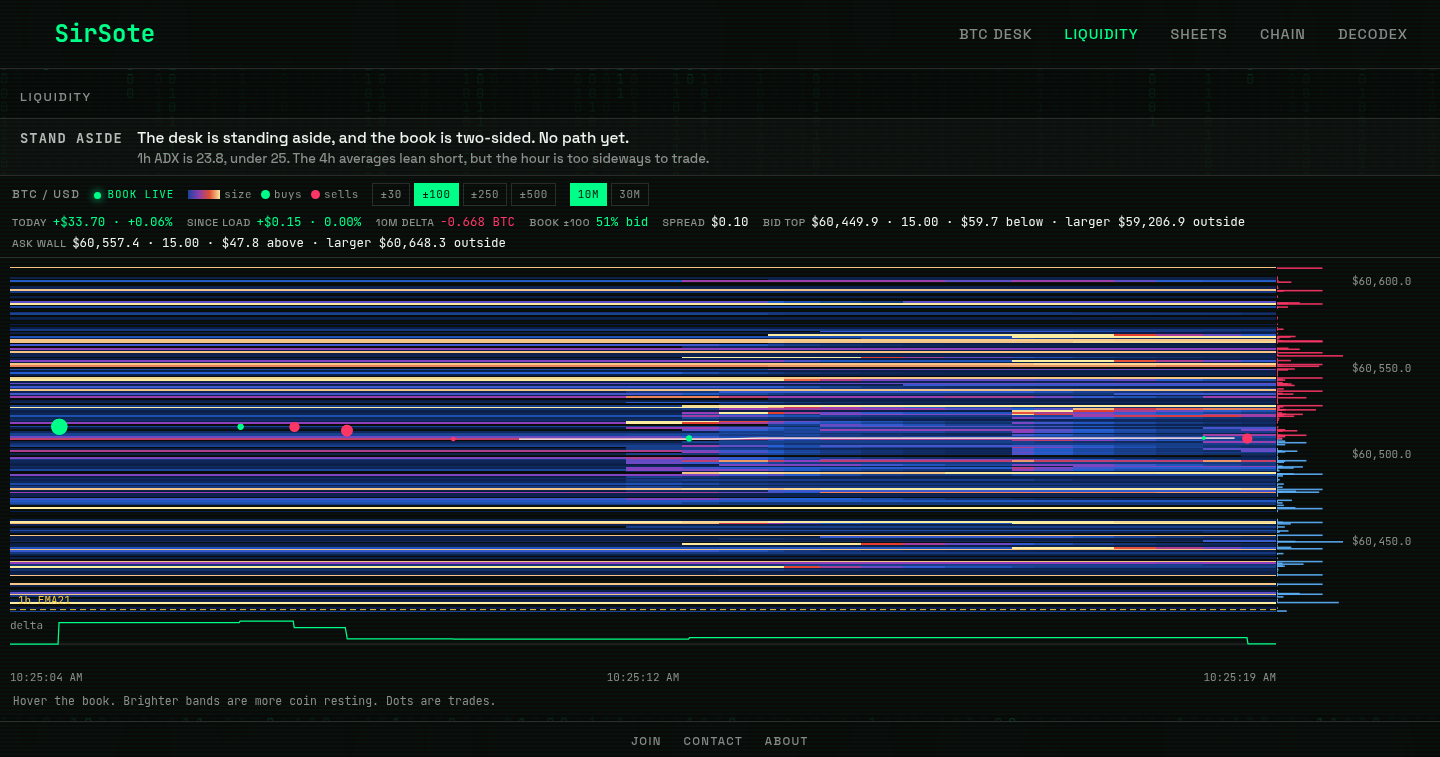 SirSote
BTC DESK LIQUIDITY SHEETS CHAIN DECODEX
LIQUIDITY
STAND ASIDE The desk is standing aside, and the book is two-sided. No path yet.
1h ADX is 23.8, under 25. The 4h averages lean short, but the hour is too sideways to trade.
BTC / USD BOOK LIVE size buys sells ±30 ±100 ±250 ±500 10M 30M
TODAY +$33.70 · +0.06% SINCE LOAD +$0.15 · 0.00% 10M DELTA -0.668 BTC BOOK ±100 51% bid SPREAD $0.10 BID TOP $60,449.9 · 15.00 · $59.7 below · larger $59,206.9 outside
ASK WALL $60,557.4 · 15.00 · $47.8 above · larger $60,648.3 outside
$60,600.0
$60,550.0
$60,500.0
$60,450.0
1h EMA21
delta
10:25:04 AM 10:25:12 AM 10:25:19 AM
Hover the book. Brighter bands are more coin resting. Dots are trades.
JOIN CONTACT ABOUT